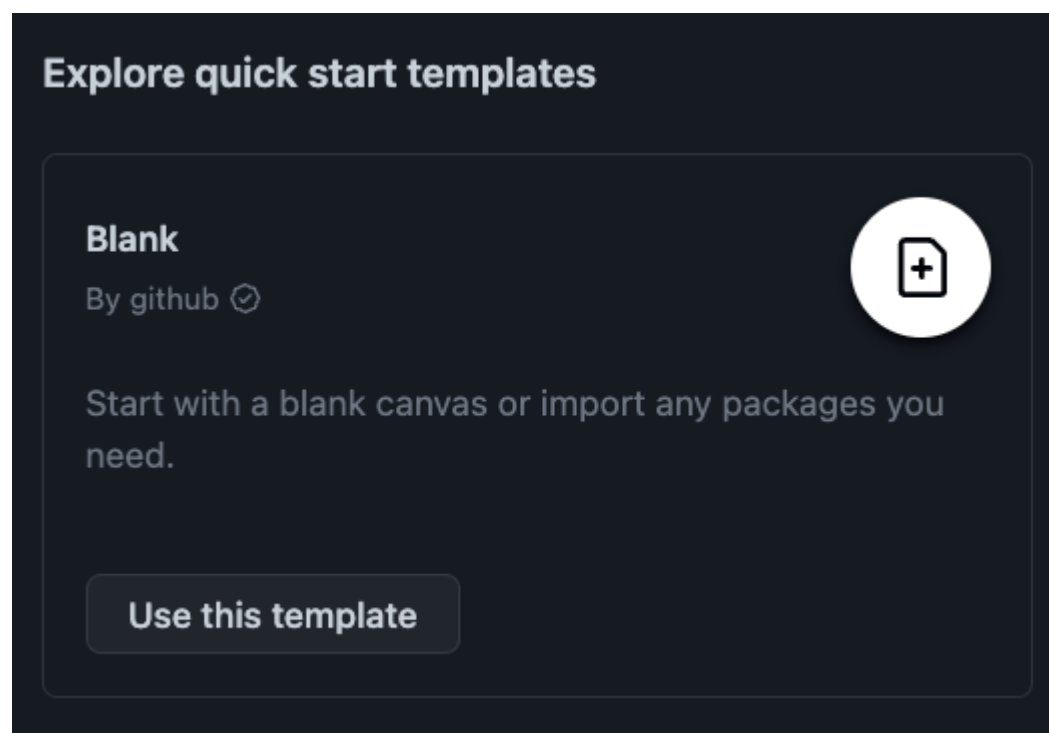 Explore quick start templates
Blank
By github
Start with a blank canvas or import any packages you
need.
Use this template